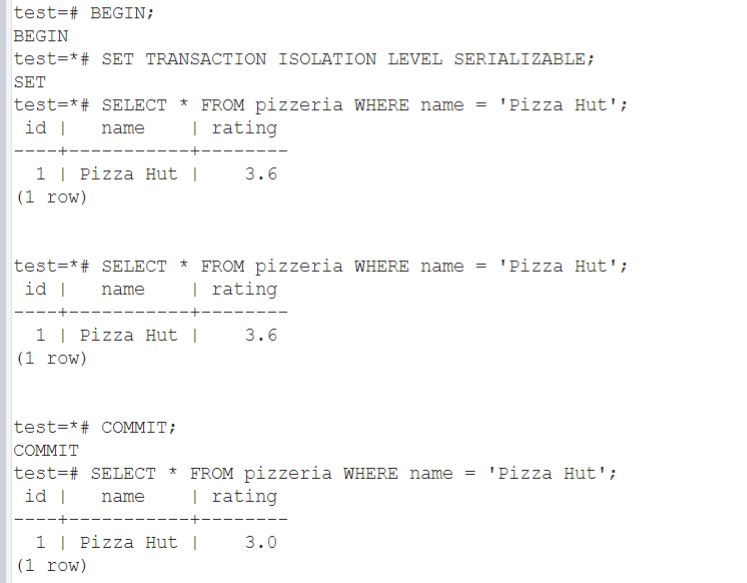 test=# BEGIN;
BEGIN
test=*# SET TRANSACTION ISOLATION LEVEL SERIALIZABLE;
SET
test=*# SELECT * FROM pizzeria WHERE name = 'Pizza Hut';
 id |   name    | rating
----+-----------+--------
  1 | Pizza Hut |    3.6
(1 row)
test=*# SELECT * FROM pizzeria WHERE name = 'Pizza Hut';
 id |   name    | rating
----+-----------+--------
  1 | Pizza Hut |    3.6
(1 row)
test=*# COMMIT;
COMMIT
test=# SELECT * FROM pizzeria WHERE name = 'Pizza Hut';
 id |   name    | rating
----+-----------+--------
  1 | Pizza Hut |    3.0
(1 row)